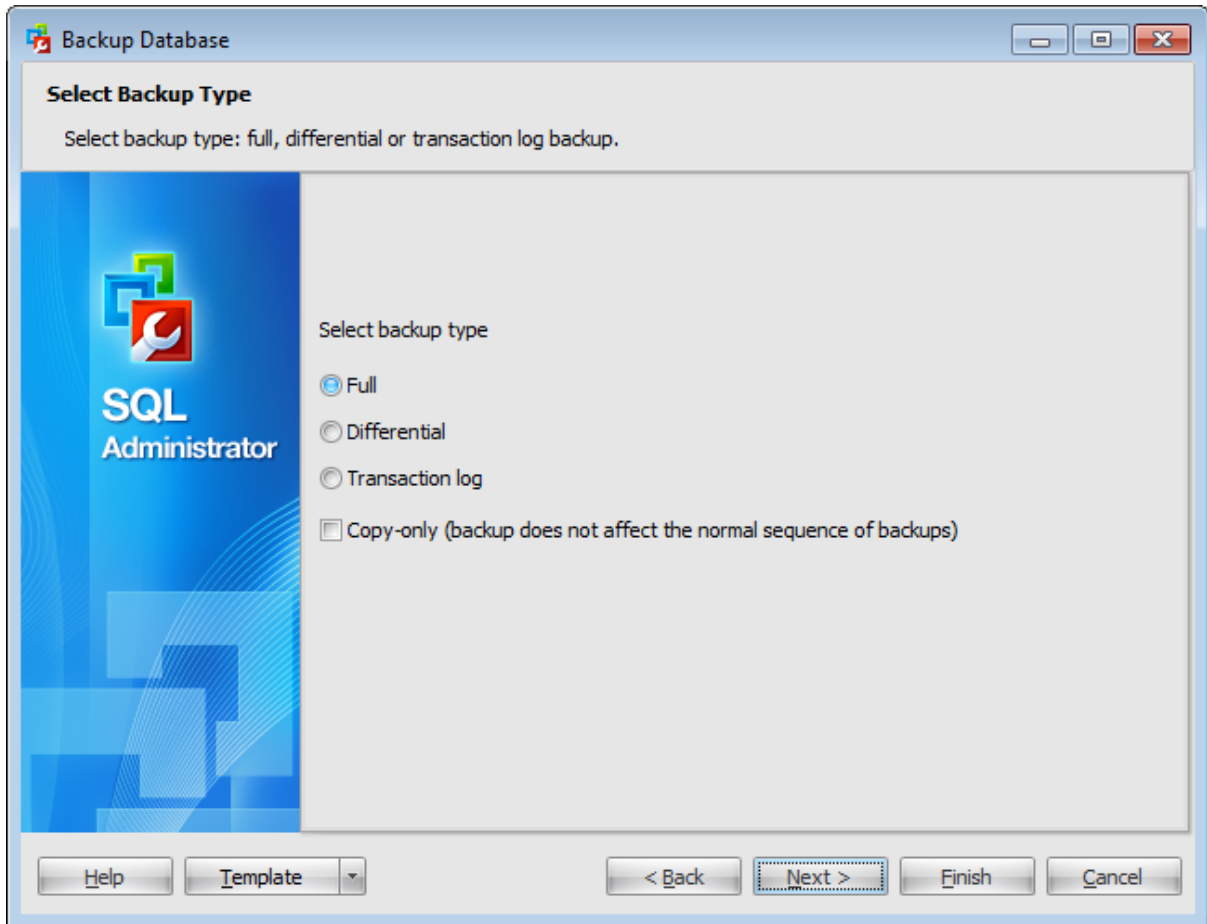 Backup Database
Select Backup Type
Select backup type: full, differential or transaction log backup.
SQL
Administrator
Select backup type
Full
Differential
Transaction log
Copy-only (backup does not affect the normal sequence of backups)
Help
Template
< Back
Next >
Finish
Cancel